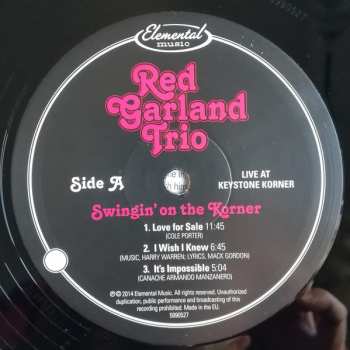 Elemental
music
Red
Garland
Trio
Side A
LIVE AT
KEYSTONE KORNER
Swingin' on the Korner
1. Love for Sale 11:45
(COLE PORTER)
2. I Wish I Knew 6:45
(MUSIC, HARRY WARREN; LYRICS, MACK GORDON)
3. It's Impossible 5:04
(CANACHE ARMANDO MANZANERO)
℗ © 2014 Elemental Music. All rights Reserved. Unauthorized
duplication, public performance and broadcasting of this
recording prohibited. Made in the EU.
5990527